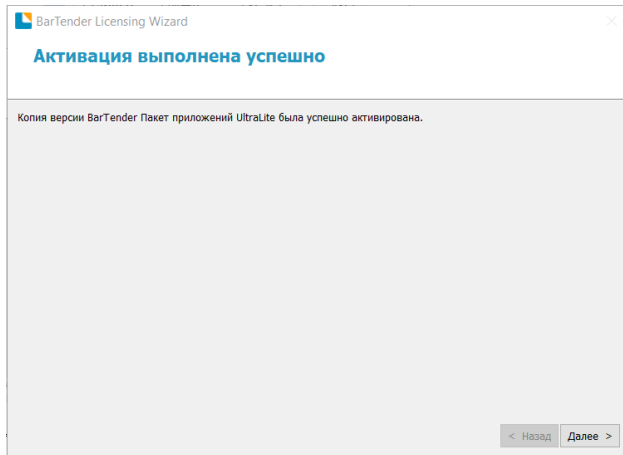 BarTender Licensing Wizard
Активация выполнена успешно
Копия версии BarTender Пакет приложений UltraLite была успешно активирована.
< Назад Далее >